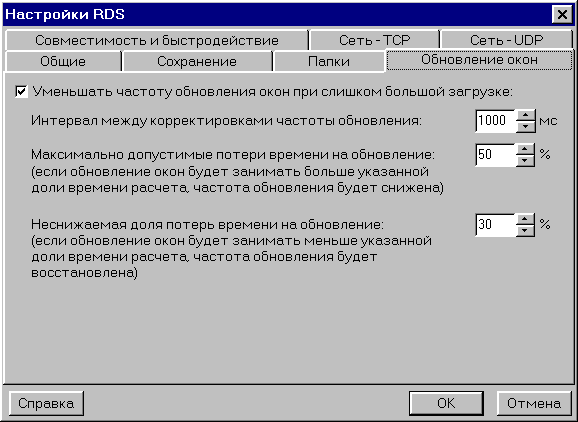 Настройки RDS
Совместимость и быстродействие Сеть - TCP Сеть - UDP
Общие Сохранение Папки Обновление окон
Уменьшать частоту обновления окон при слишком большой загрузке:
Интервал между корректировками частоты обновления: 1000 мс
Максимально допустимые потери времени на обновление: 50 %
(если обновление окон будет занимать больше указанной
доли времени расчета, частота обновления будет снижена)
Неснижаемая доля потерь времени на обновление: 30 %
(если обновление окон будет занимать меньше указанной
доли времени расчета, частота обновления будет
восстановлена)
Справка OK Отмена